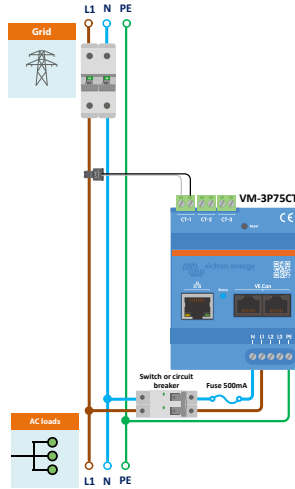 L1 N PE
Grid
VM-3P75CT
CT-1 CT-2 CT-3
Reset
CE
victron energy
Status
VE.Can
N L1 L2 L3 PE
Switch or circuit
breaker
Fuse 500mA
AC loads
L1 N PE